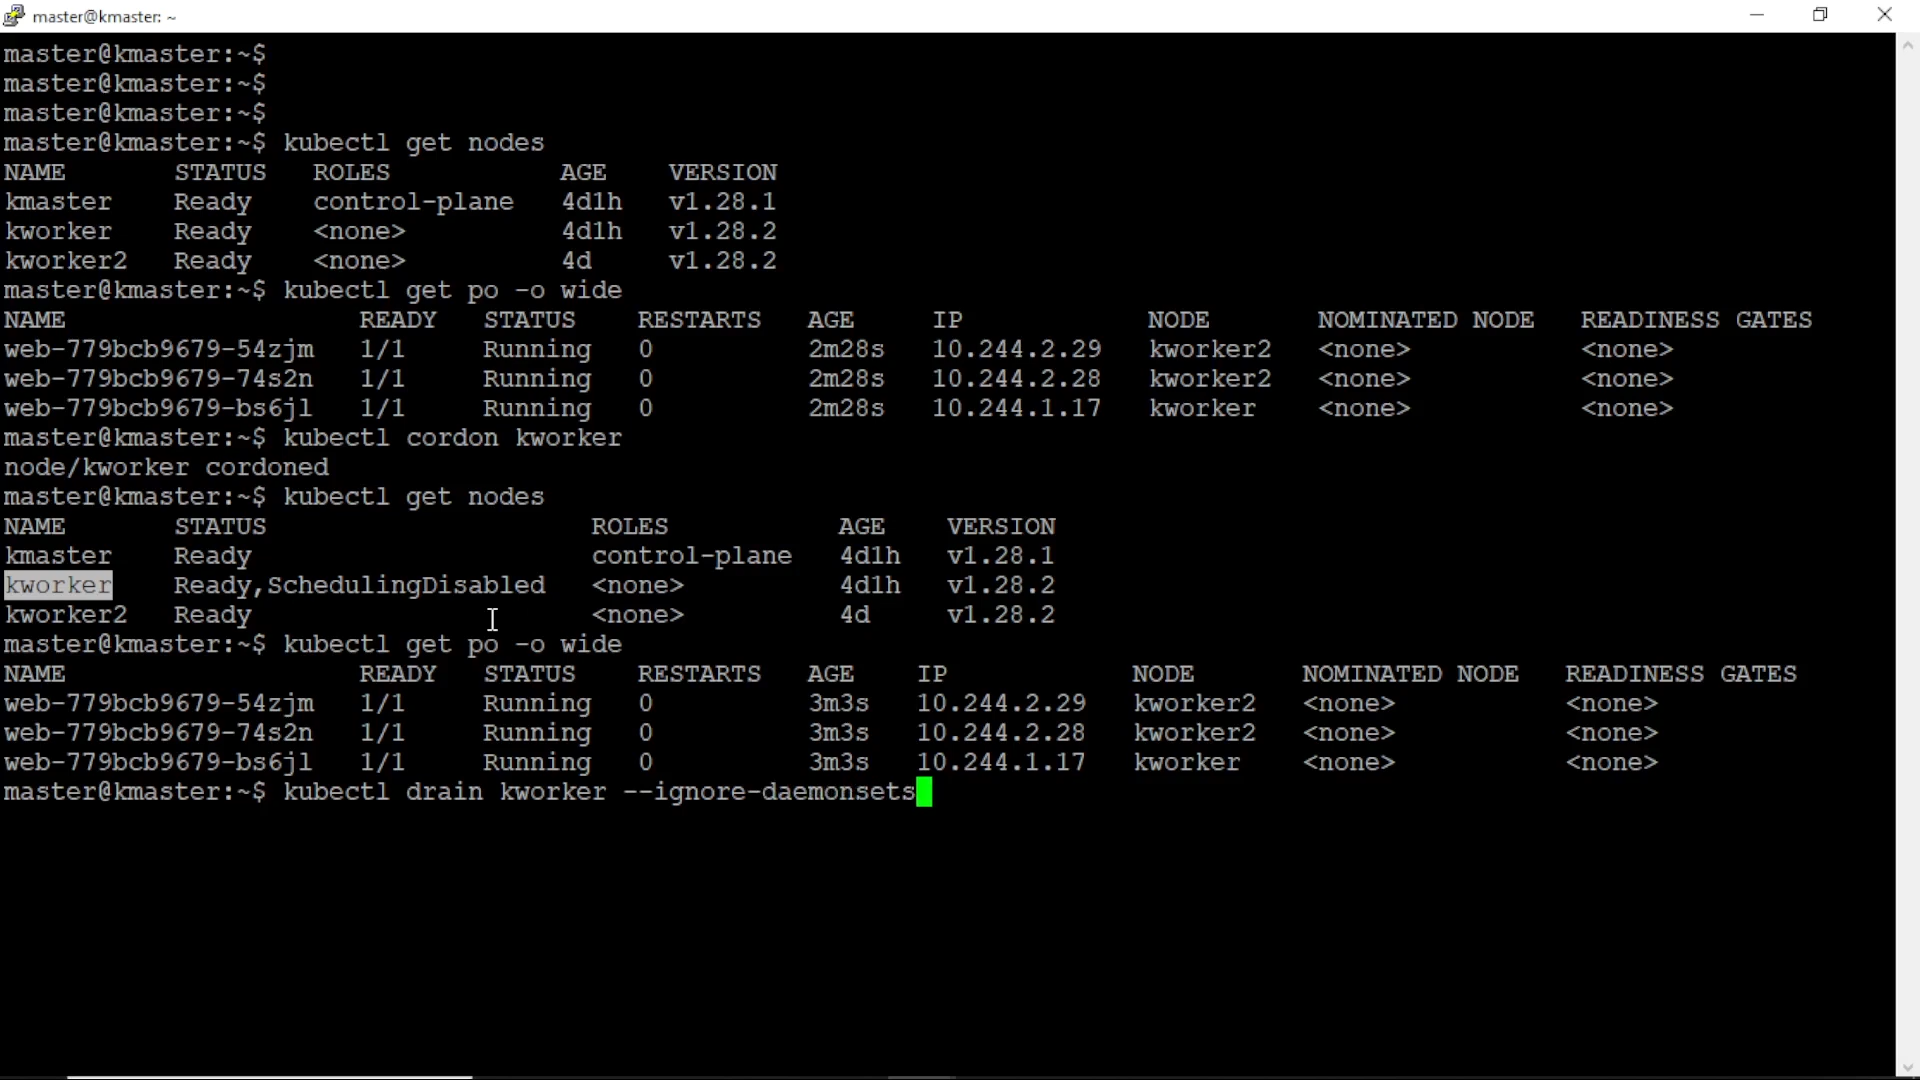 master@kmaster: ~
master@kmaster:~$
master@kmaster:~$
master@kmaster:~$
master@kmaster:~$ kubectl get nodes
NAME       STATUS   ROLES           AGE    VERSION
kmaster    Ready    control-plane   4d1h   v1.28.1
kworker    Ready    <none>          4d1h   v1.28.2
kworker2   Ready    <none>          4d     v1.28.2
master@kmaster:~$ kubectl get po -o wide
NAME                   READY   STATUS    RESTARTS   AGE     IP            NODE       NOMINATED NODE   READINESS GATES
web-779bcb9679-54zjm   1/1     Running   0          2m28s   10.244.2.29   kworker2   <none>           <none>
web-779bcb9679-74s2n   1/1     Running   0          2m28s   10.244.2.28   kworker2   <none>           <none>
web-779bcb9679-bs6jl   1/1     Running   0          2m28s   10.244.1.17   kworker    <none>           <none>
master@kmaster:~$ kubectl cordon kworker
node/kworker cordoned
master@kmaster:~$ kubectl get nodes
NAME       STATUS                     ROLES           AGE    VERSION
kmaster    Ready                      control-plane   4d1h   v1.28.1
kworker    Ready,SchedulingDisabled   <none>          4d1h   v1.28.2
kworker2   Ready                      <none>          4d     v1.28.2
master@kmaster:~$ kubectl get po -o wide
NAME                   READY   STATUS    RESTARTS   AGE    IP            NODE       NOMINATED NODE   READINESS GATES
web-779bcb9679-54zjm   1/1     Running   0          3m3s   10.244.2.29   kworker2   <none>           <none>
web-779bcb9679-74s2n   1/1     Running   0          3m3s   10.244.2.28   kworker2   <none>           <none>
web-779bcb9679-bs6jl   1/1     Running   0          3m3s   10.244.1.17   kworker    <none>           <none>
master@kmaster:~$ kubectl drain kworker --ignore-daemonsets